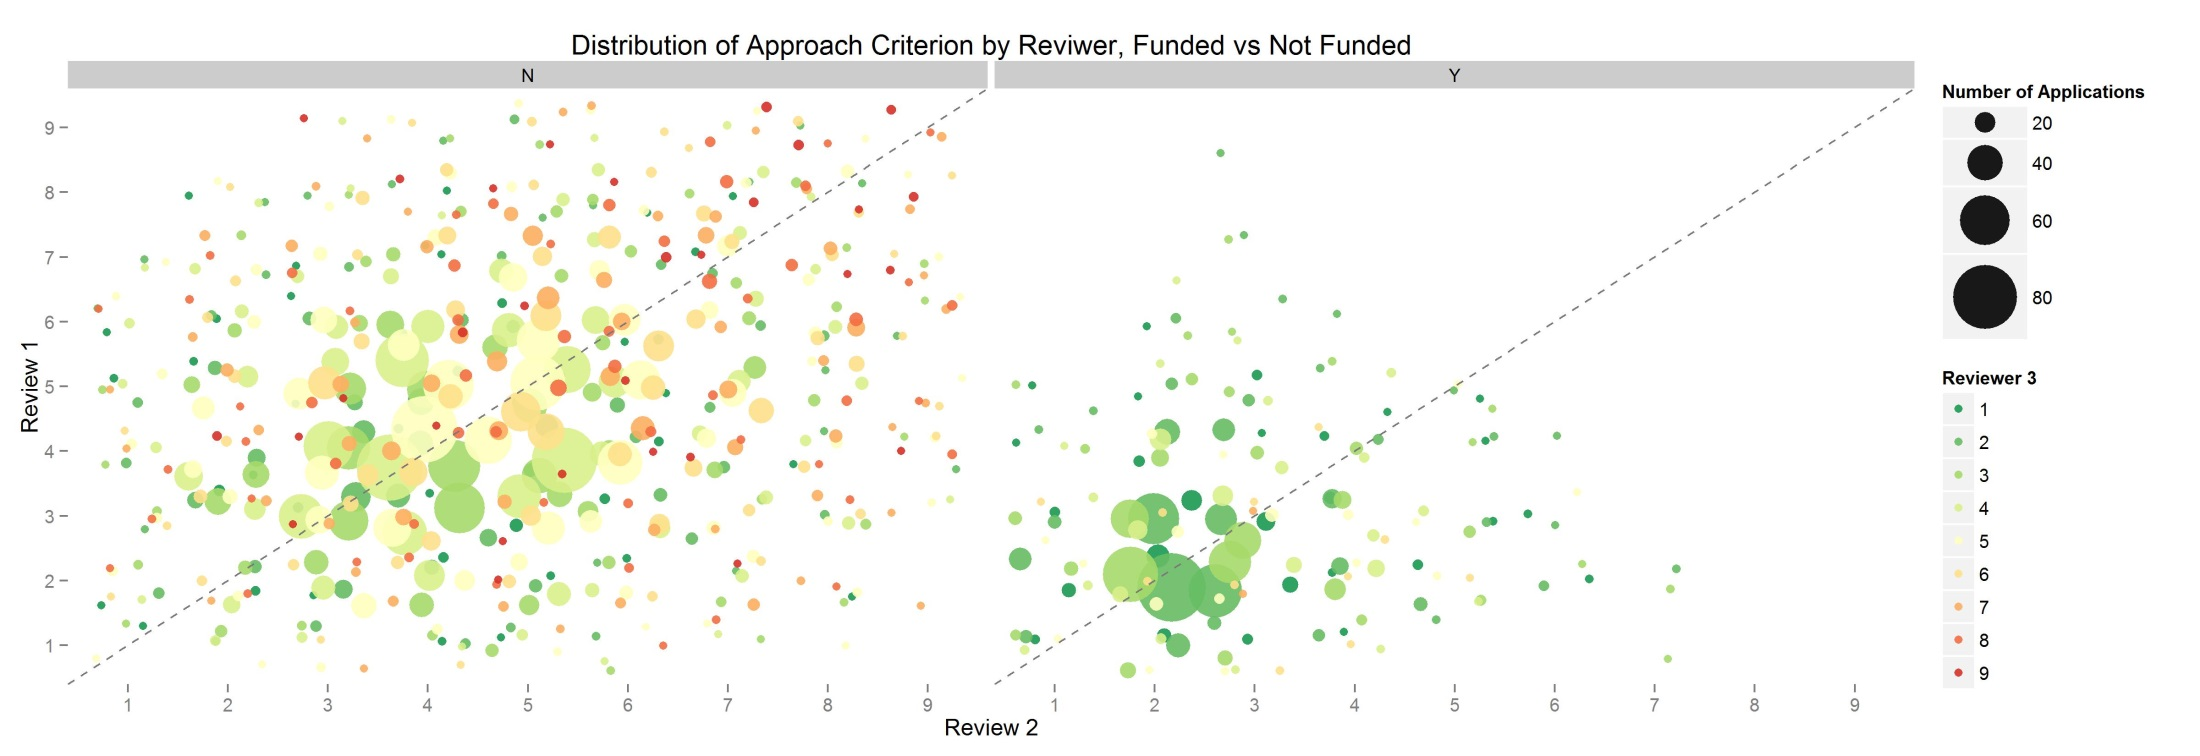 Distribution of Approach Criterion by Reviwer, Funded vs Not Funded
N
Y
Review 1
9
8
7
6
5
4
3
2
1
1 2 3 4 5 6 7 8 9
1 2 3 4 5 6 7 8 9
Review 2
Number of Applications
20
40
60
80
Reviewer 3
1
2
3
4
5
6
7
8
9